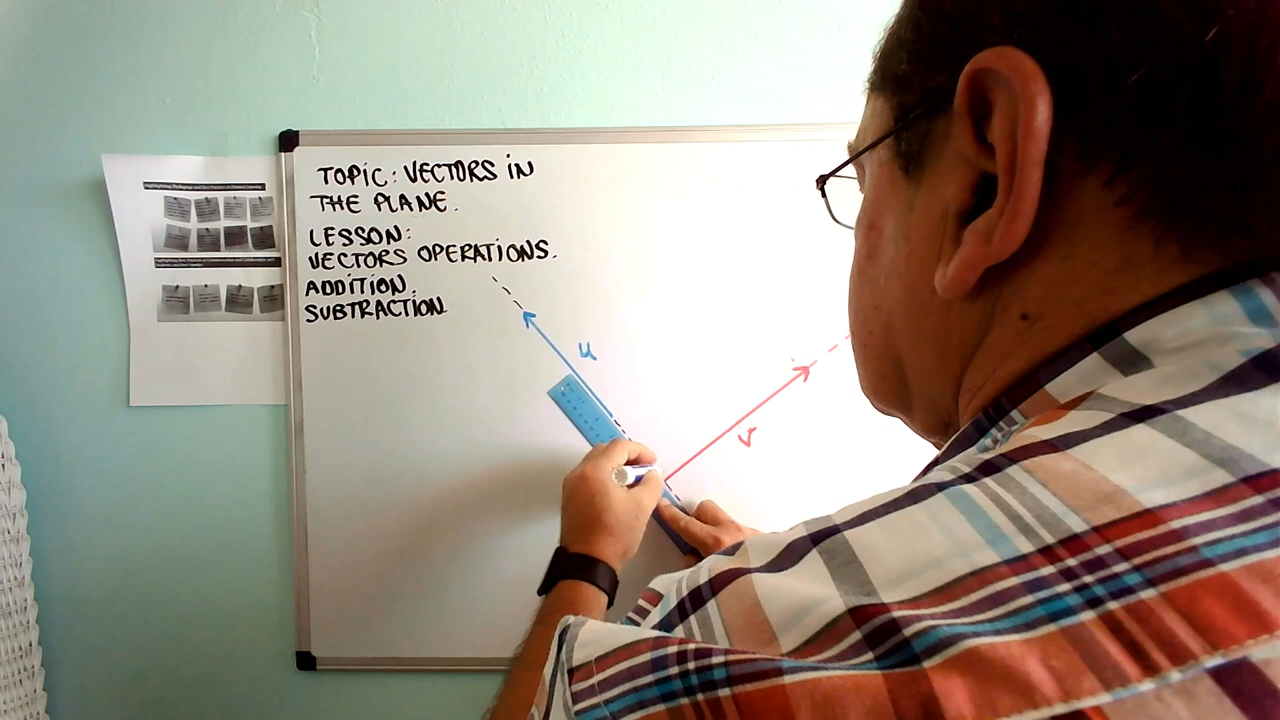 TOPIC: VECTORS IN
THE PLANE.
LESSON:
VECTORS OPERATIONS.
ADDITION.
SUBTRACTION
u
v